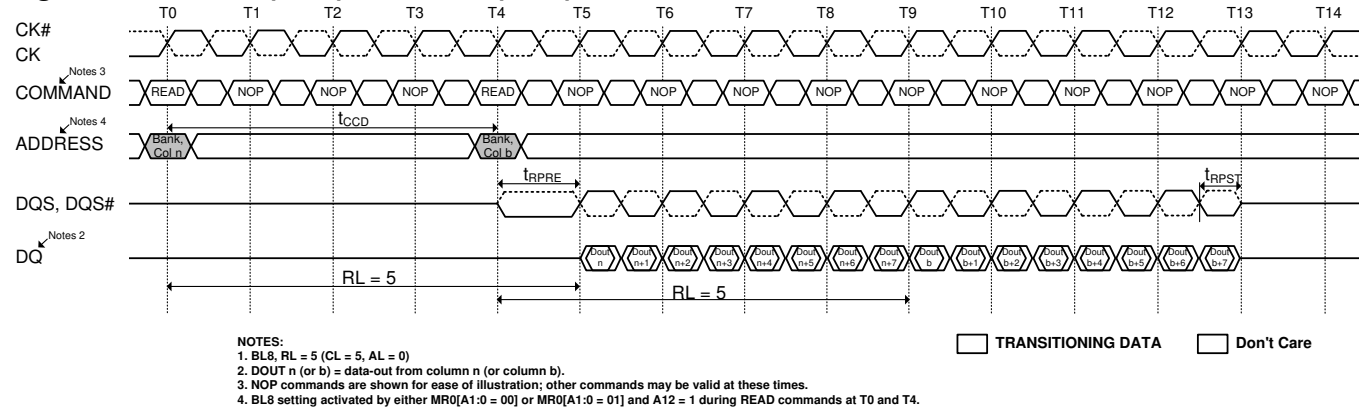 T0 T1 T2 T3 T4 T5 T6 T7 T8 T9 T10 T11 T12 T13 T14
CK#
CK
Notes 3
COMMAND READ NOP NOP NOP READ NOP NOP NOP NOP NOP NOP NOP NOP NOP NOP
tCCD
Notes 4
ADDRESS
Bank, Col n
Bank, Col b
tRPRE
tRPST
DQS, DQS#
Notes 2
DQ
Dout n
Dout n+1
Dout n+2
Dout n+3
Dout n+4
Dout n+5
Dout n+6
Dout n+7
Dout b
Dout b+1
Dout b+2
Dout b+3
Dout b+4
Dout b+5
Dout b+6
Dout b+7
RL = 5
RL = 5
NOTES:
1. BL8, RL = 5 (CL = 5, AL = 0)
2. DOUT n (or b) = data-out from column n (or column b).
3. NOP commands are shown for ease of illustration; other commands may be valid at these times.
4. BL8 setting activated by either MR0[A1:0 = 00] or MR0[A1:0 = 01] and A12 = 1 during READ commands at T0 and T4.
TRANSITIONING DATA
Don't Care